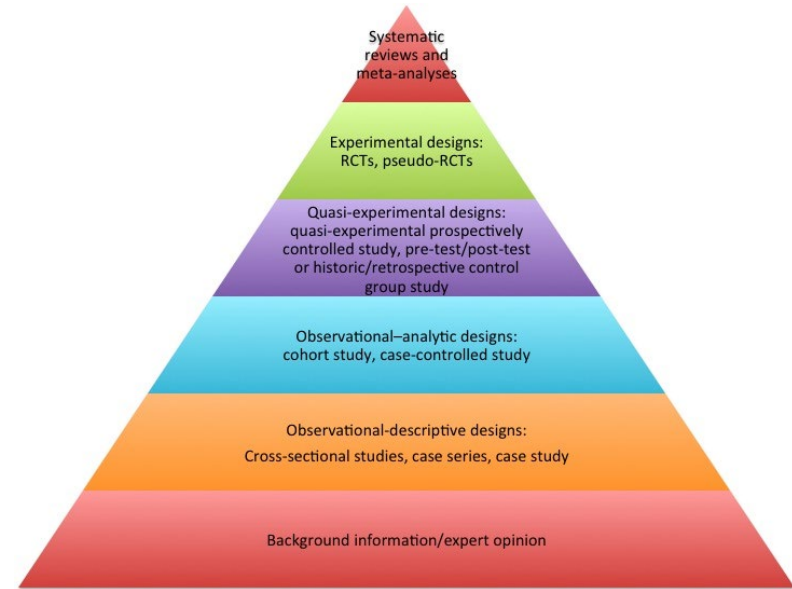 Systematic
reviews and
meta-analyses
Experimental designs:
RCTs, pseudo-RCTs
Quasi-experimental designs:
quasi-experimental prospectively
controlled study, pre-test/post-test
or historic/retrospective control
group study
Observational–analytic designs:
cohort study, case-controlled study
Observational-descriptive designs:
Cross-sectional studies, case series, case study
Background information/expert opinion